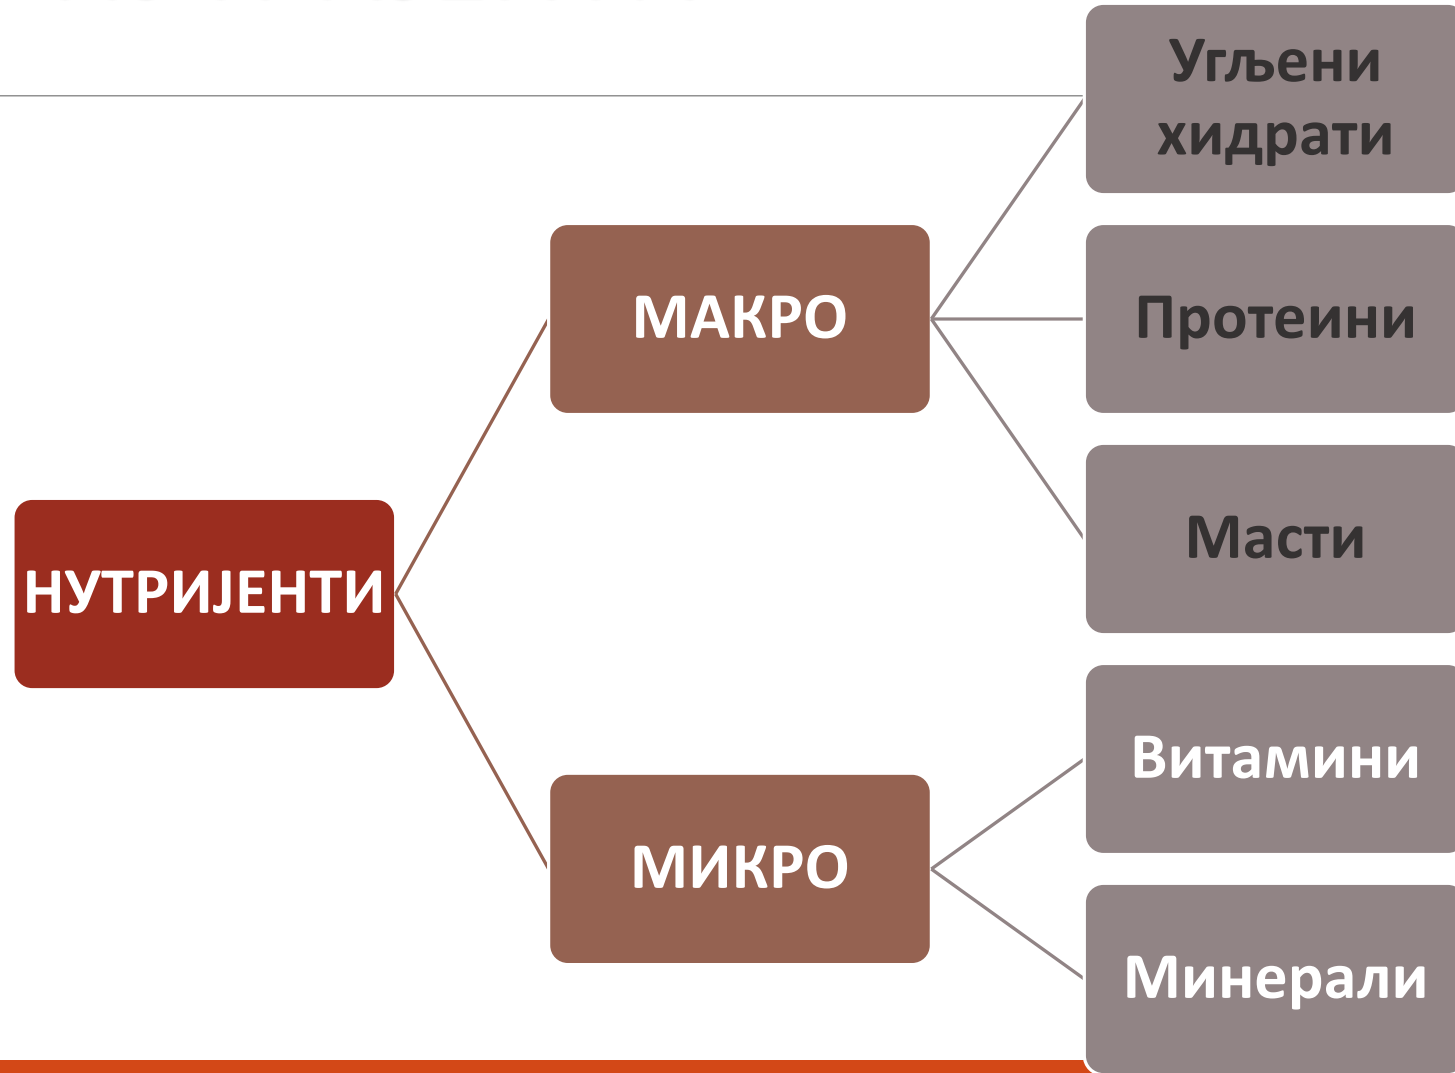 Угљени
хидрати
МАКРО
Протеини
Масти
НУТРИЈЕНТИ
Витамини
МИКРО
Минерали